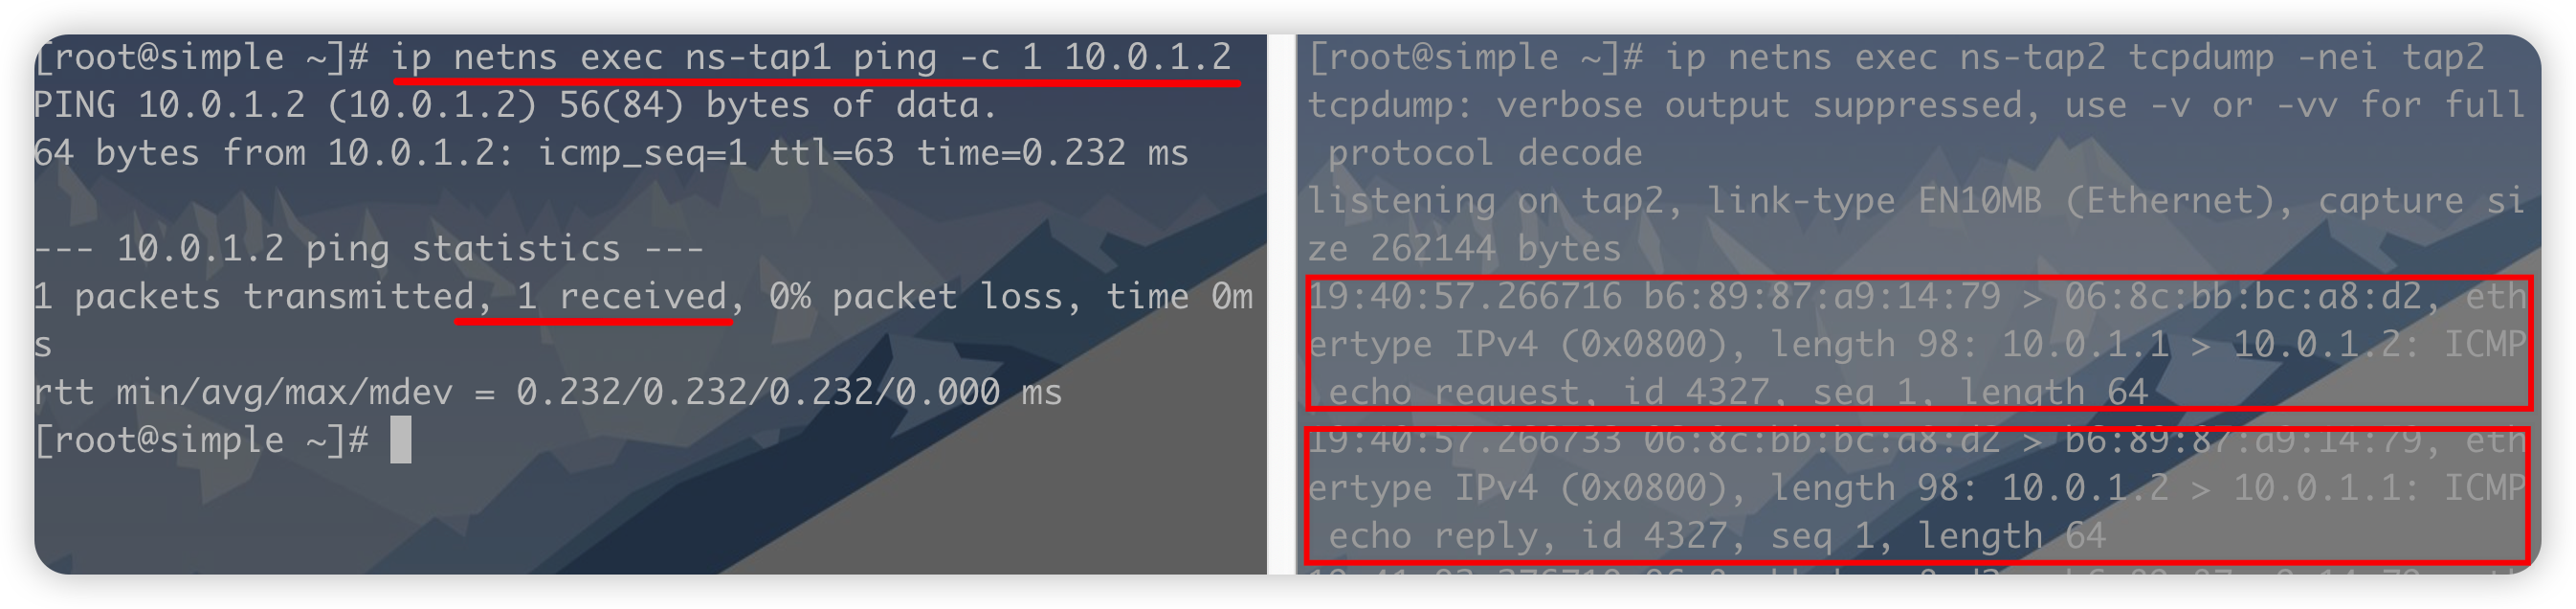 [root@simple ~]# ip netns exec ns-tap1 ping -c 1 10.0.1.2
PING 10.0.1.2 (10.0.1.2) 56(84) bytes of data.
64 bytes from 10.0.1.2: icmp_seq=1 ttl=63 time=0.232 ms
--- 10.0.1.2 ping statistics ---
1 packets transmitted, 1 received, 0% packet loss, time 0m
s
rtt min/avg/max/mdev = 0.232/0.232/0.232/0.000 ms
[root@simple ~]#
[root@simple ~]# ip netns exec ns-tap2 tcpdump -nei tap2
tcpdump: verbose output suppressed, use -v or -vv for full
 protocol decode
listening on tap2, link-type EN10MB (Ethernet), capture si
ze 262144 bytes
19:40:57.266716 b6:89:87:a9:14:79 > 06:8c:bb:bc:a8:d2, eth
ertype IPv4 (0x0800), length 98: 10.0.1.1 > 10.0.1.2: ICMP
 echo request, id 4327, seq 1, length 64
19:40:57.266733 06:8c:bb:bc:a8:d2 > b6:89:87:a9:14:79, eth
ertype IPv4 (0x0800), length 98: 10.0.1.2 > 10.0.1.1: ICMP
 echo reply, id 4327, seq 1, length 64